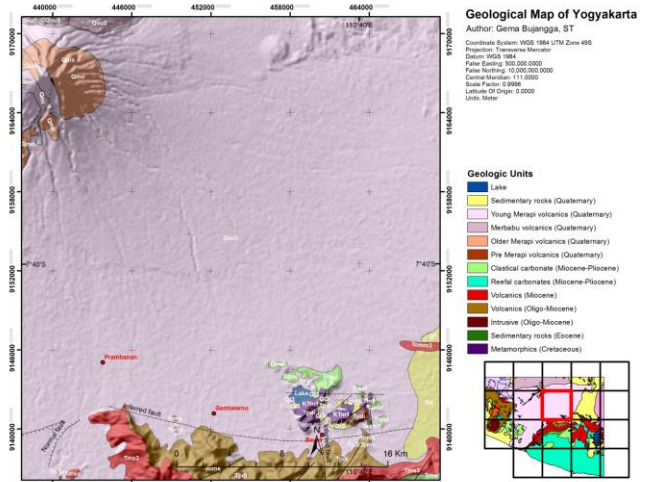 Geological Map of Yogyakarta
Author: Gema Bujangga, ST
Coordinate System: WGS 1984 UTM Zone 49S
Projection: Transverse Mercator
Datum: WGS 1984
False Easting: 500,000.0000
False Northing: 10,000,000.0000
Central Meridian: 111.0000
Scale Factor: 0.9996
Latitude Of Origin: 0.0000
Units: Meter
440000
446000
452000
458000
464000
110°40'E
9170000
9164000
9158000
9152000
9146000
9140000
9170000
9164000
9158000
9152000
9146000
9140000
7°40'S
7°40'S
Prambanan
Gantiwarno
Lake
Inferred fault
Normal fault
0
8
16 Km
Geologic Units
Lake
Sedimentary rocks (Quaternary)
Young Merapi volcanics (Quaternary)
Merbabu volcanics (Quaternary)
Older Merapi volcanics (Quaternary)
Pre Merapi volcanics (Quaternary)
Clastical carbonate (Miocene-Pliocene)
Reefal carbonates (Miocene-Pliocene)
Volcanics (Miocene)
Volcanics (Oligo-Miocene)
Intrusive (Oligo-Miocene)
Sedimentary rocks (Eocene)
Metamorphics (Cretaceous)